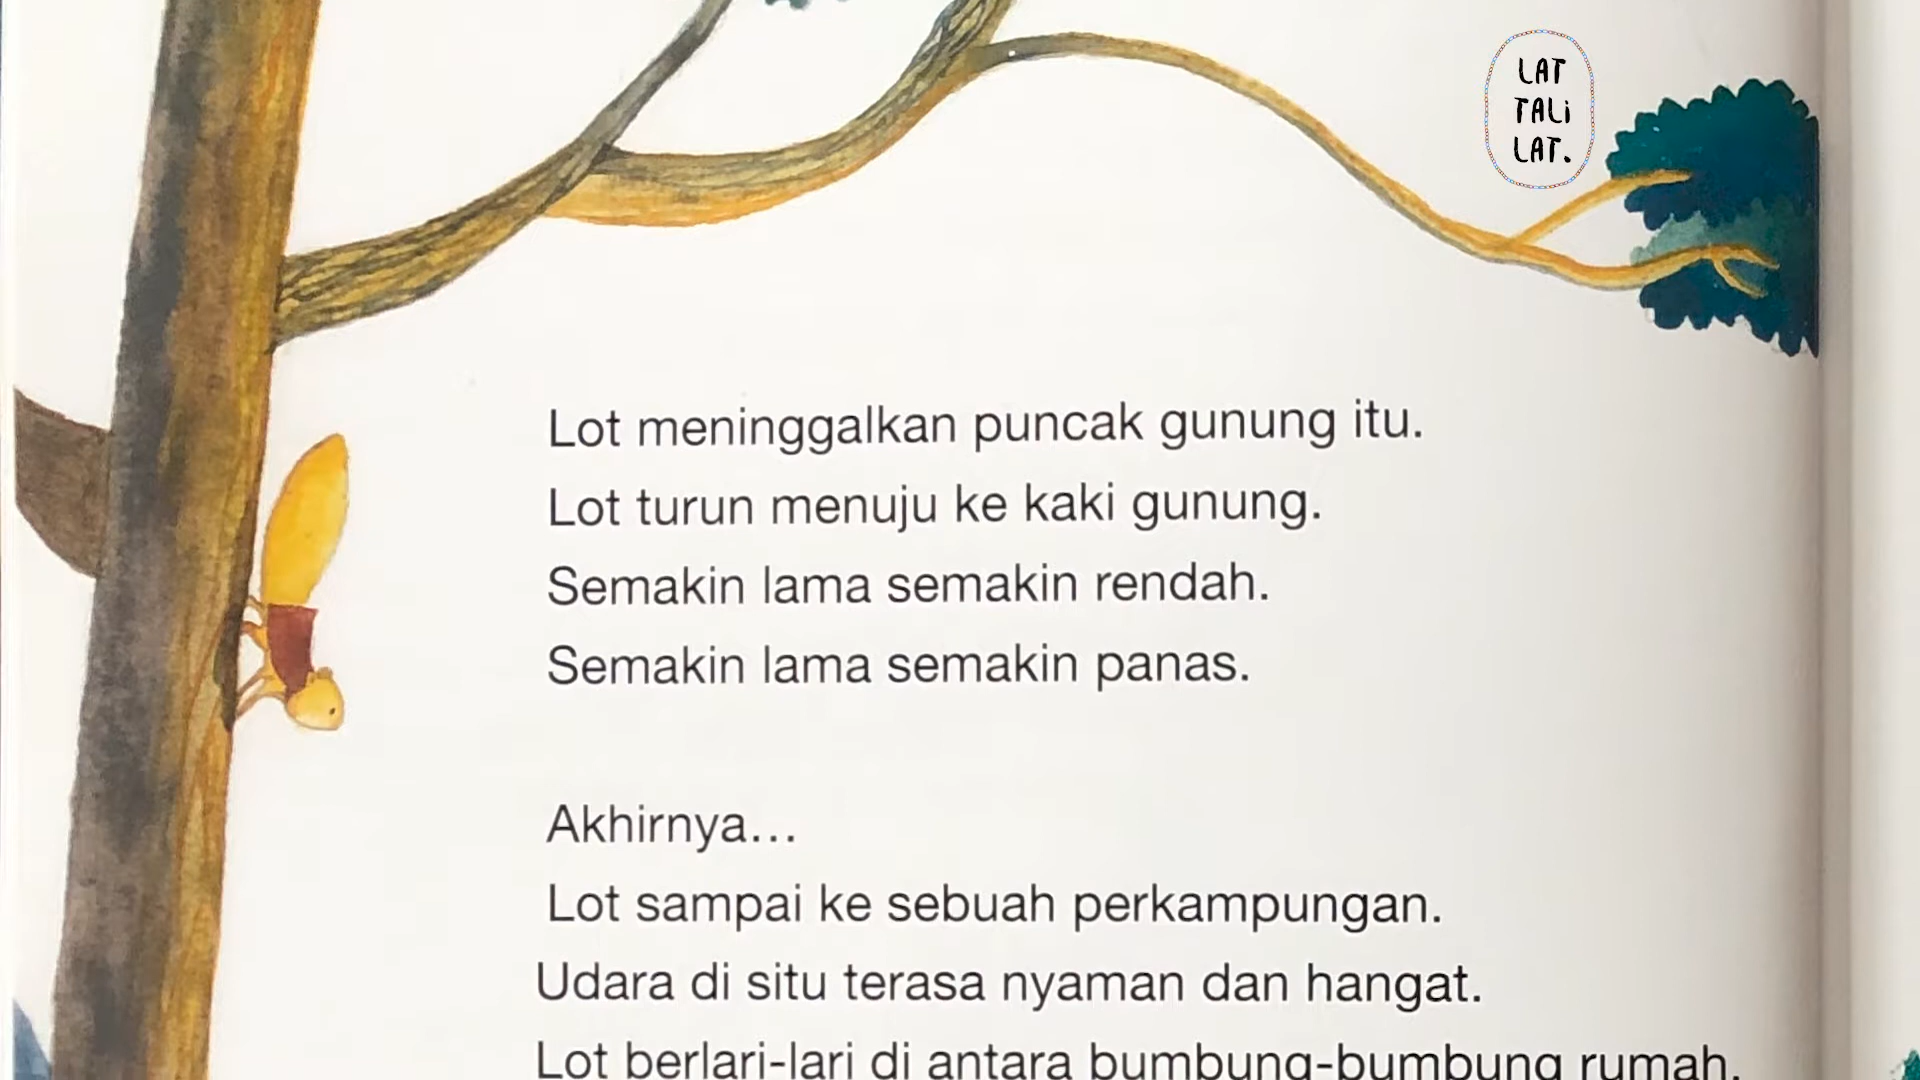 LAT
TALi
LAT.
Lot meninggalkan puncak gunung itu.
Lot turun menuju ke kaki gunung.
Semakin lama semakin rendah.
Semakin lama semakin panas.
Akhirnya...
Lot sampai ke sebuah perkampungan.
Udara di situ terasa nyaman dan hangat.
Lot berlari-lari di antara bumbung-bumbung rumah.